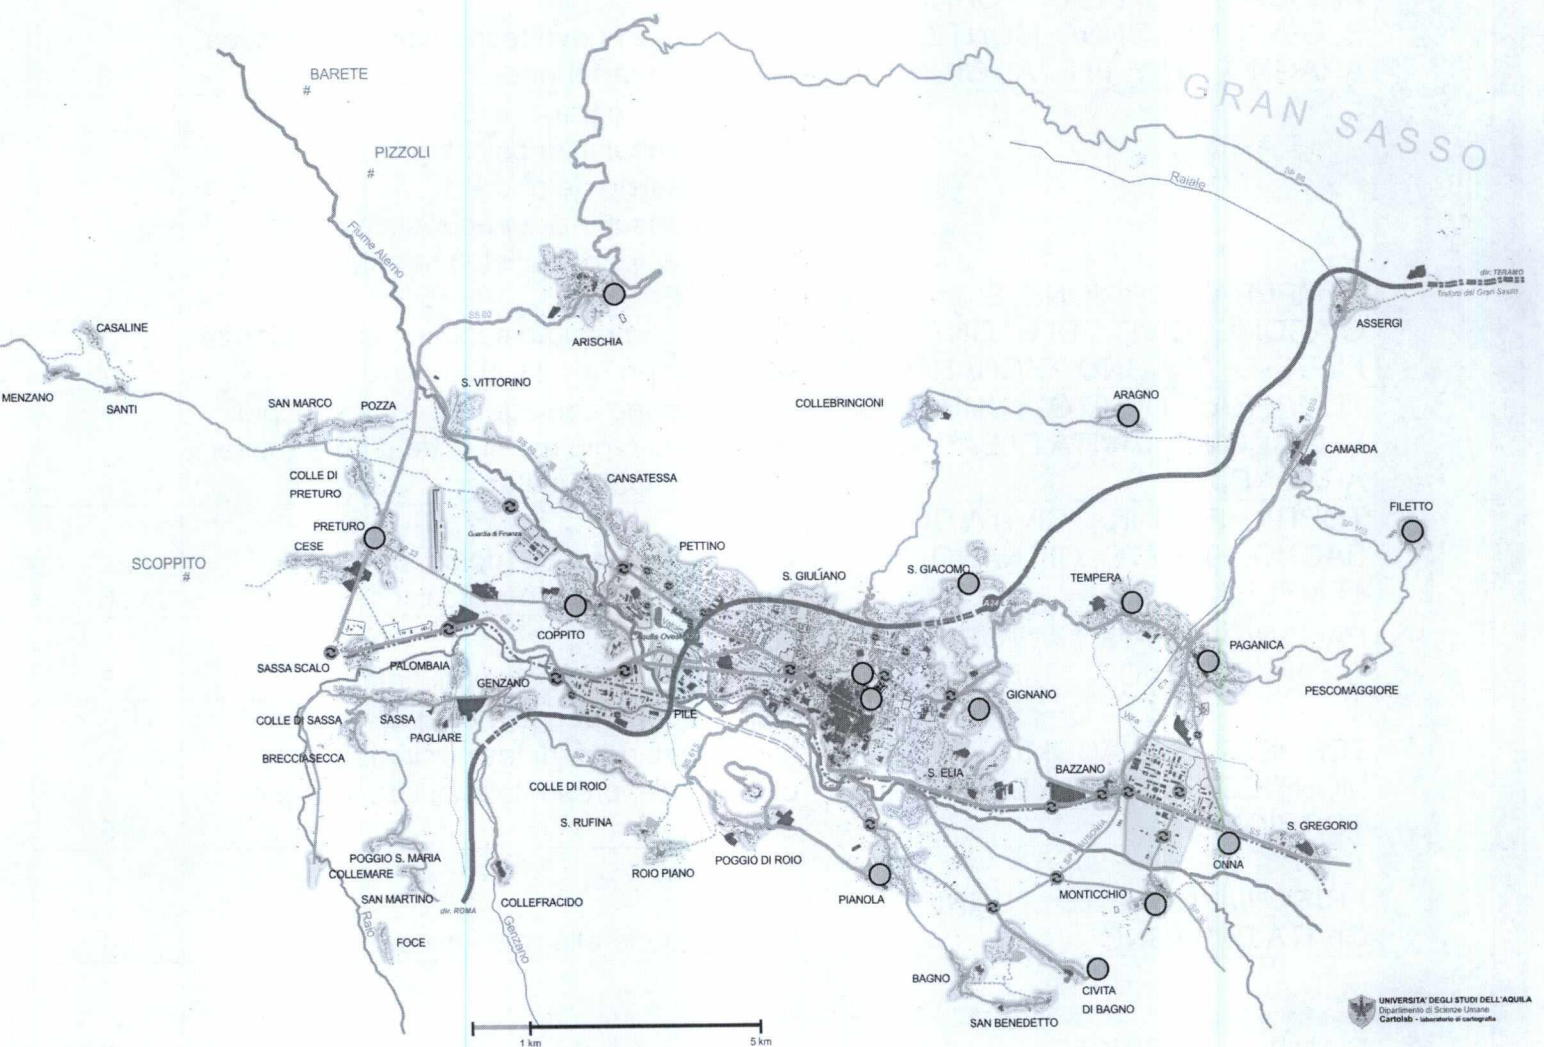 BARETE
#
GRAN SASSO
PIZZOLI
#
Raiale
SP 86
Fiume Aterno
dir. TERAMO
Traforo del Gran Sasso
SS 80
ASSERGI
CASALINE
ARISCHIA
S. VITTORINO
MENZANO
SANTI
SAN MARCO
POZZA
COLLEBRINCIONI
ARAGNO
CAMARDA
COLLE DI
PRETURO
CANSATESSA
FILETTO
PRETURO
Guardia di Finanza
CESE
PETTINO
SCOPPITO
#
S. GIULIANO
S. GIACOMO
TEMPERA
COPPITO
PAGANICA
SASSA SCALO
PALOMBAIA
GENZANO
GIGNANO
PESCOMAGGIORE
COLLE DI SASSA
SASSA
PAGLIARE
PILE
Vera
BRECCIASECCA
COLLE DI ROIO
S. ELIA
BAZZANO
S. RUFINA
S. GREGORIO
POGGIO S. MARIA
COLLEMARE
ROIO PIANO
POGGIO DI ROIO
ONNA
SAN MARTINO
dir. ROMA
COLLEFRACIDO
PIANOLA
MONTICCHIO
Raio
Genzano
FOCE
BAGNO
CIVITA
DI BAGNO
SAN BENEDETTO
1 km
5 km
UNIVERSITA' DEGLI STUDI DELL'AQUILA
Dipartimento di Scienze Umane
Cartolab - laboratorio di cartografia